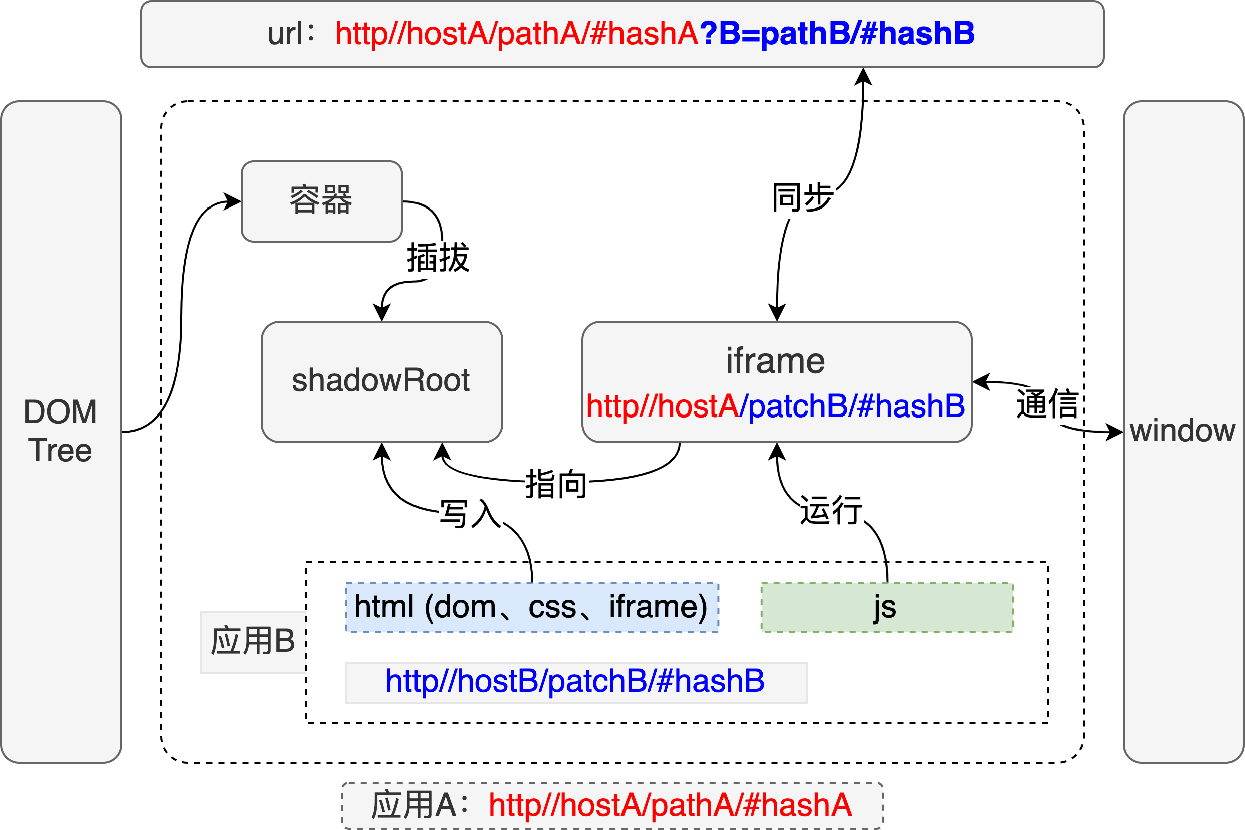 url：http//hostA/pathA/#hashA?B=pathB/#hashB
容器
同步
插拔
shadowRoot
iframe
http//hostA/patchB/#hashB
DOM
Tree
通信
window
指向
写入
运行
html (dom、css、iframe)
js
应用B
http//hostB/patchB/#hashB
应用A：http//hostA/pathA/#hashA